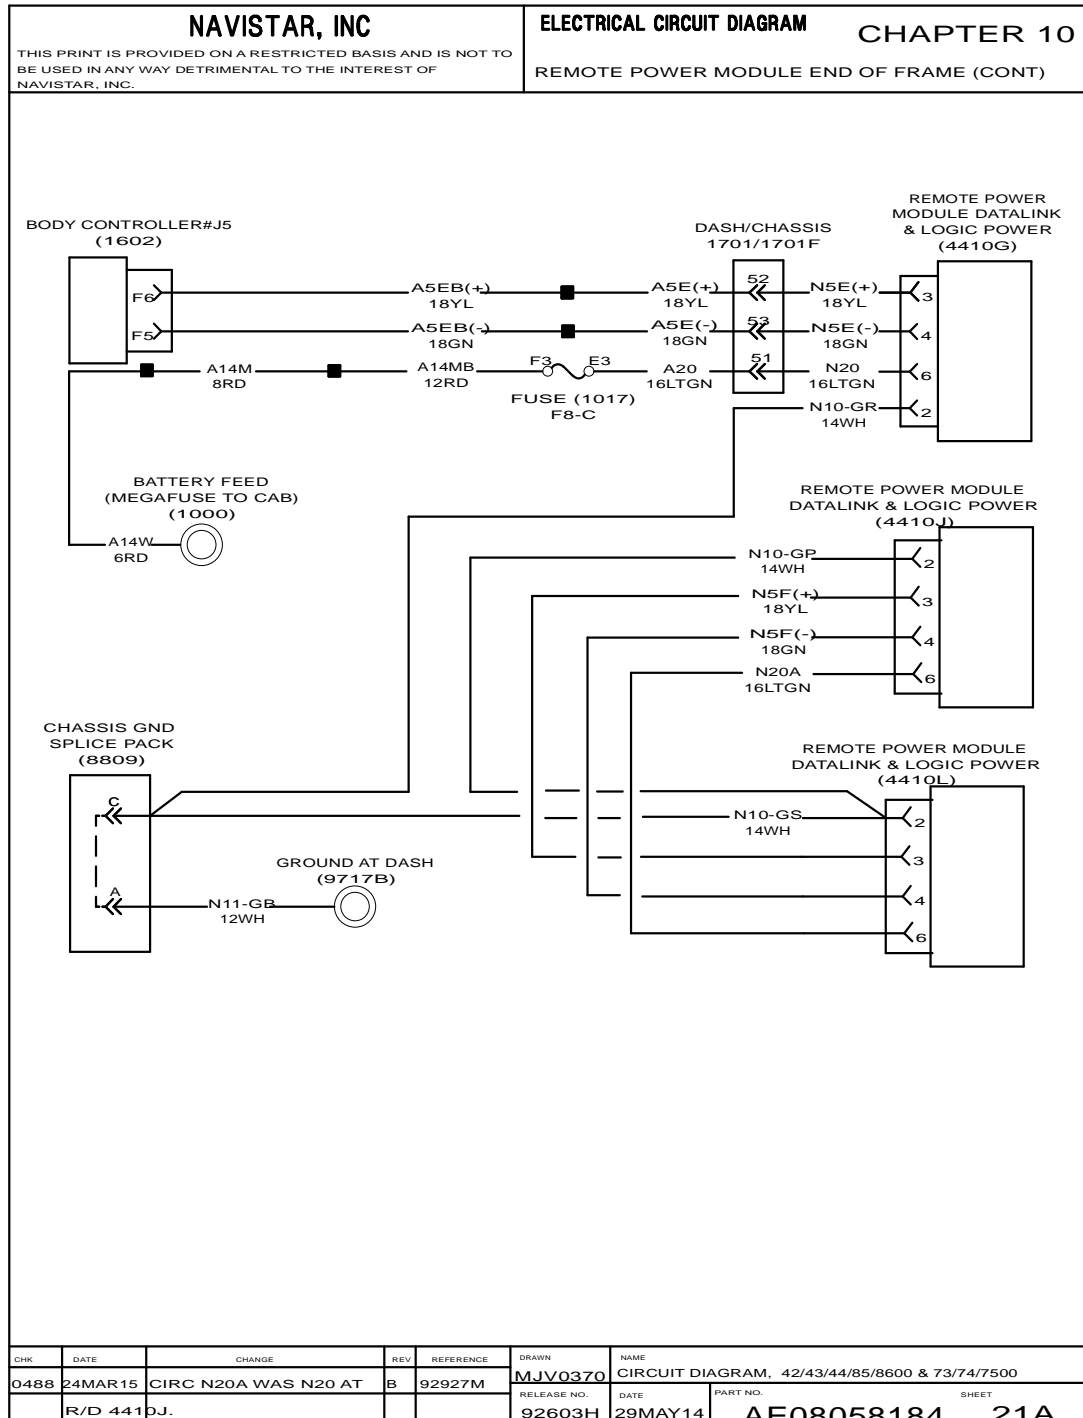 NAVISTAR, INC
THIS PRINT IS PROVIDED ON A RESTRICTED BASIS AND IS NOT TO
BE USED IN ANY WAY DETRIMENTAL TO THE INTEREST OF
NAVISTAR, INC.
ELECTRICAL CIRCUIT DIAGRAM
CHAPTER 10
REMOTE POWER MODULE END OF FRAME (CONT)
BODY CONTROLLER#J5
(1602)
DASH/CHASSIS
1701/1701F
REMOTE POWER
MODULE DATALINK
& LOGIC POWER
(4410G)
F6
A5EB(+)
18YL
A5E(+)
18YL
52
N5E(+)
18YL
3
F5
A5EB(-)
18GN
A5E(-)
18GN
53
N5E(-)
18GN
4
A14M
8RD
A14MB
12RD
F3
E3
FUSE (1017)
F8-C
A20
16LTGN
51
N20
16LTGN
6
N10-GR
14WH
2
BATTERY FEED
(MEGAFUSE TO CAB)
(1000)
A14W
6RD
REMOTE POWER MODULE
DATALINK & LOGIC POWER
(4410J)
N10-GP
14WH
2
N5F(+)
18YL
3
N5F(-)
18GN
4
N20A
16LTGN
6
CHASSIS GND
SPLICE PACK
(8809)
C
A
N11-GB
12WH
GROUND AT DASH
(9717B)
REMOTE POWER MODULE
DATALINK & LOGIC POWER
(4410L)
N10-GS
14WH
2
3
4
6
CHK DATE CHANGE REV REFERENCE
0488 24MAR15 CIRC N20A WAS N20 AT B 92927M
R/D 4410J.
DRAWN
MJV0370
NAME
CIRCUIT DIAGRAM, 42/43/44/85/8600 & 73/74/7500
RELEASE NO.
92603H
DATE
29MAY14
PART NO.
AE08058184
SHEET
21A